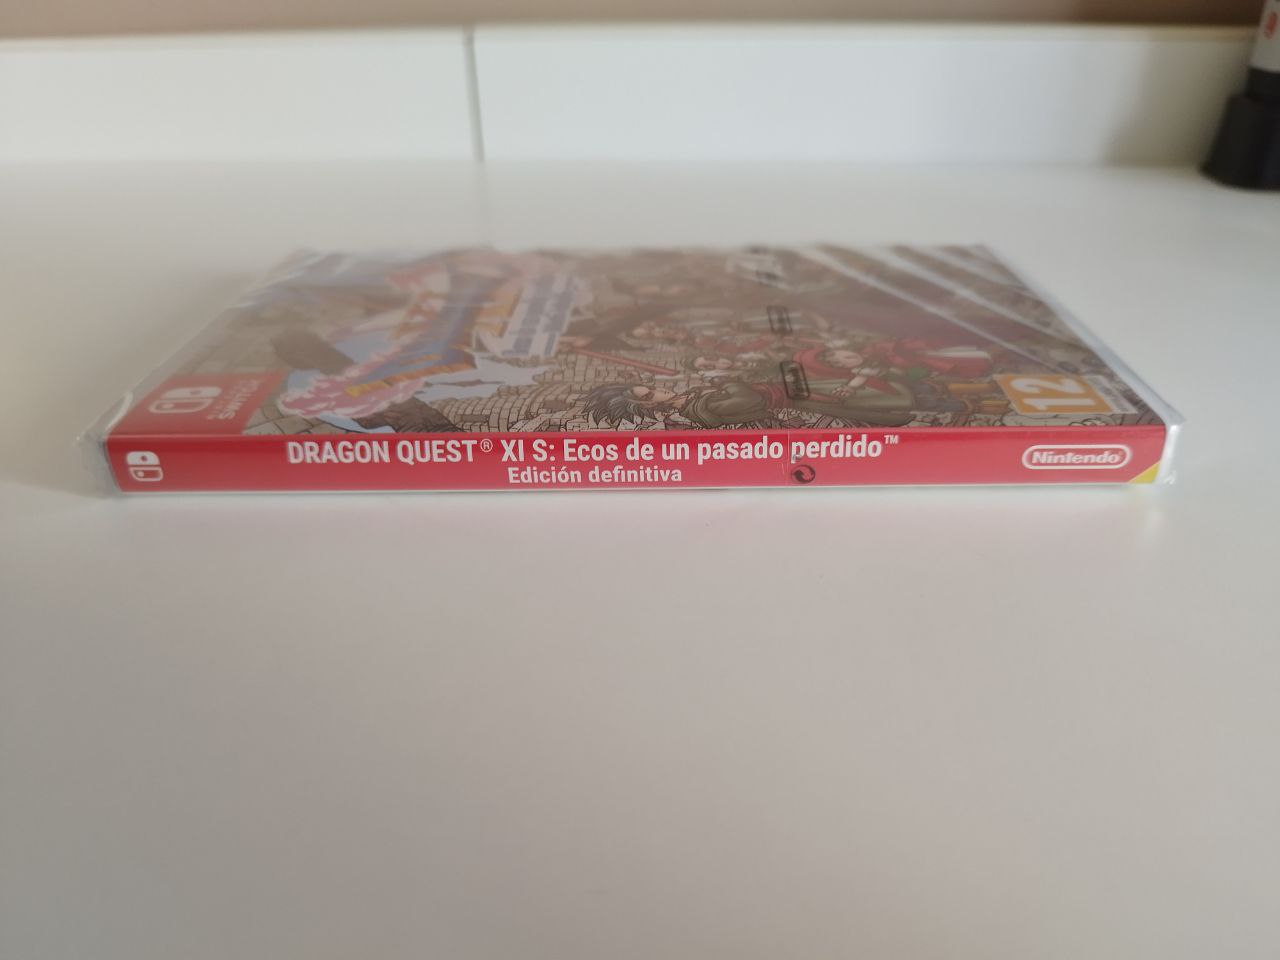 DRAGON QUEST® XI S: Ecos de un pasado perdido™
Edición definitiva
Nintendo
12